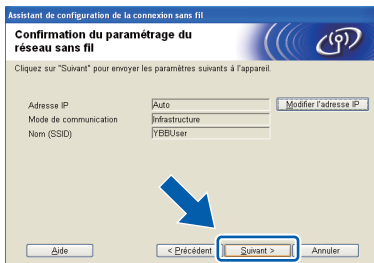 Assistant de configuration de la connexion sans fil
Confirmation du paramétrage du
réseau sans fil
Cliquez sur "Suivant" pour envoyer les paramètres suivants à l'appareil.
Adresse IP Auto Modifier l'adresse IP
Mode de communication Infrastructure
Nom (SSID) YBBUser
Aide < Précédent Suivant > Annuler